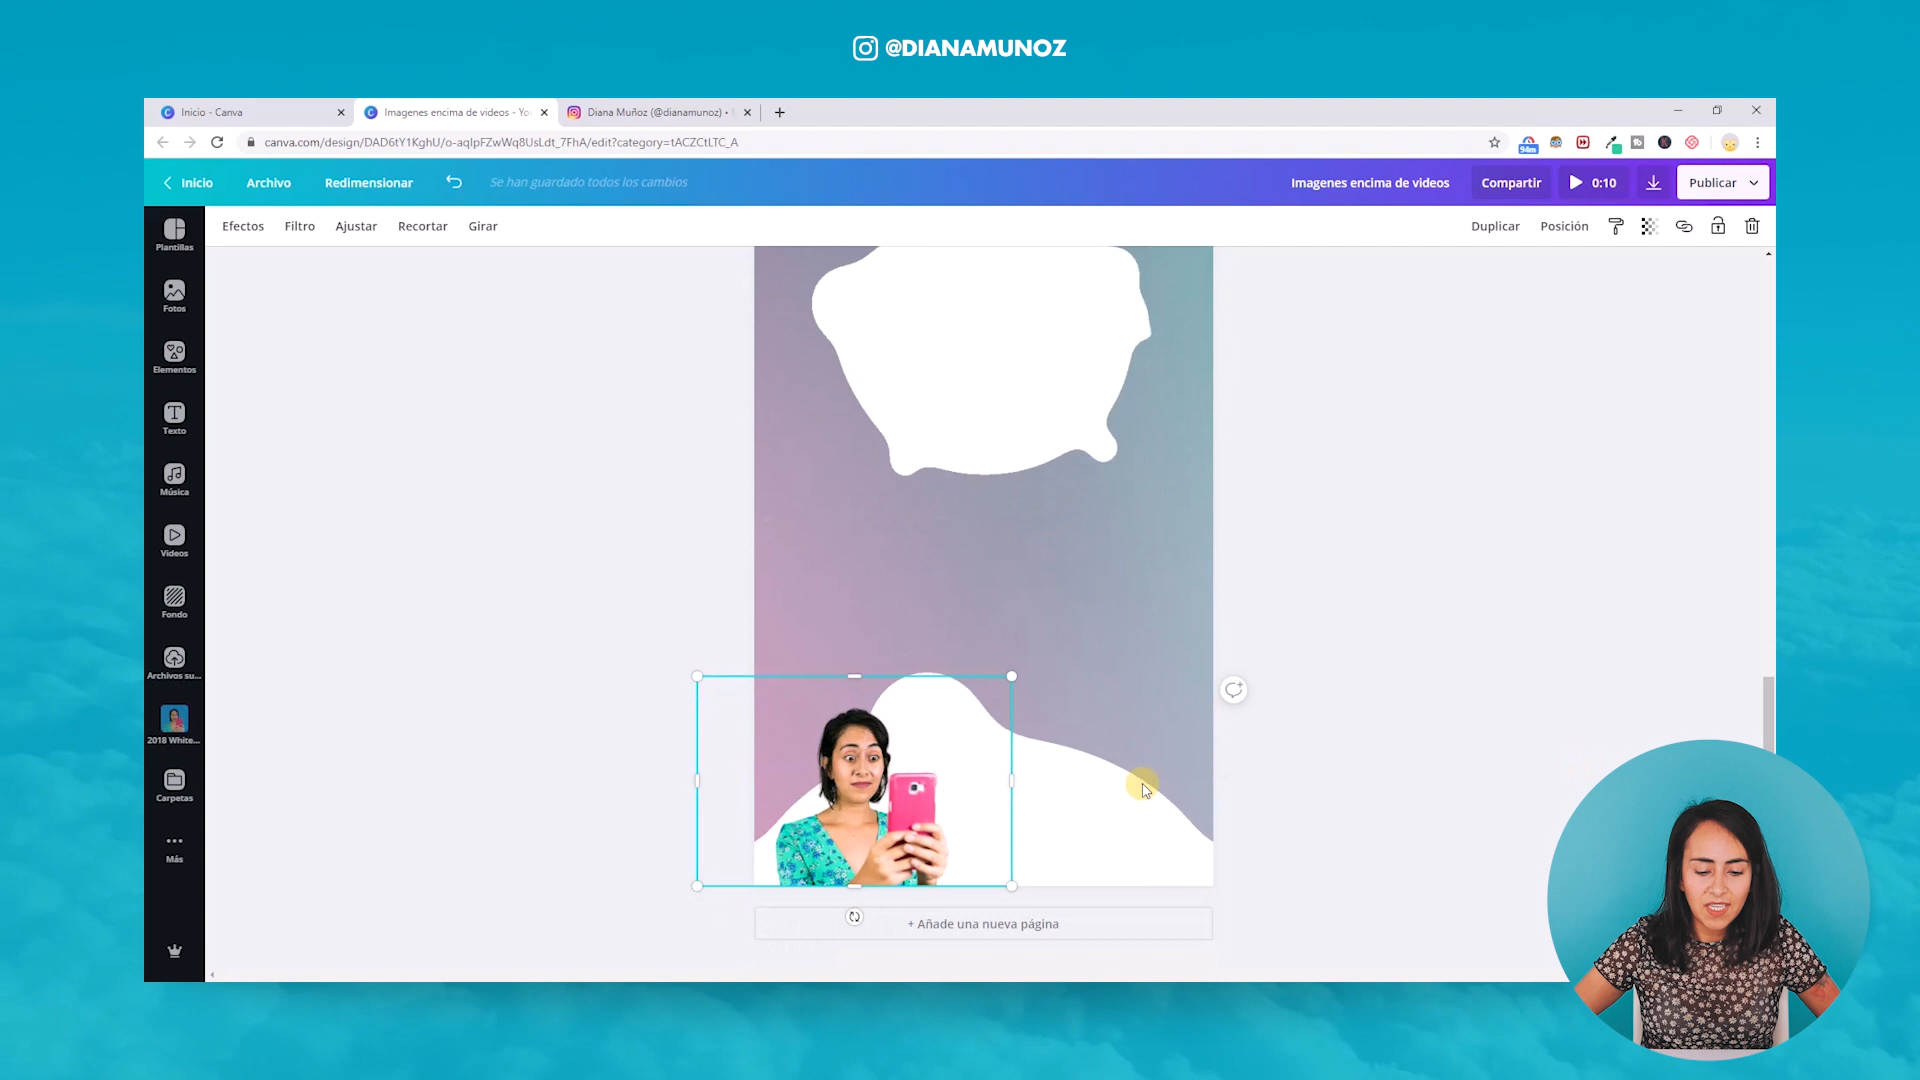 @DIANAMUNOZ
Inicio - Canva
Imagenes encima de videos - Yo
Diana Muñoz (@dianamunoz) •
canva.com/design/DAD6tY1KghU/o-aqIpFZwWq8UsLdt_7FhA/edit?category=tACZCtLTC_A
94m
Inicio
Archivo
Redimensionar
Se han guardado todos los cambios
Imagenes encima de videos
Compartir
0:10
Publicar
Efectos
Filtro
Ajustar
Recortar
Girar
Duplicar
Posición
Plantillas
Fotos
Elementos
Texto
Música
Videos
Fondo
Archivos su...
2018 White...
Carpetas
Más
+ Añade una nueva página